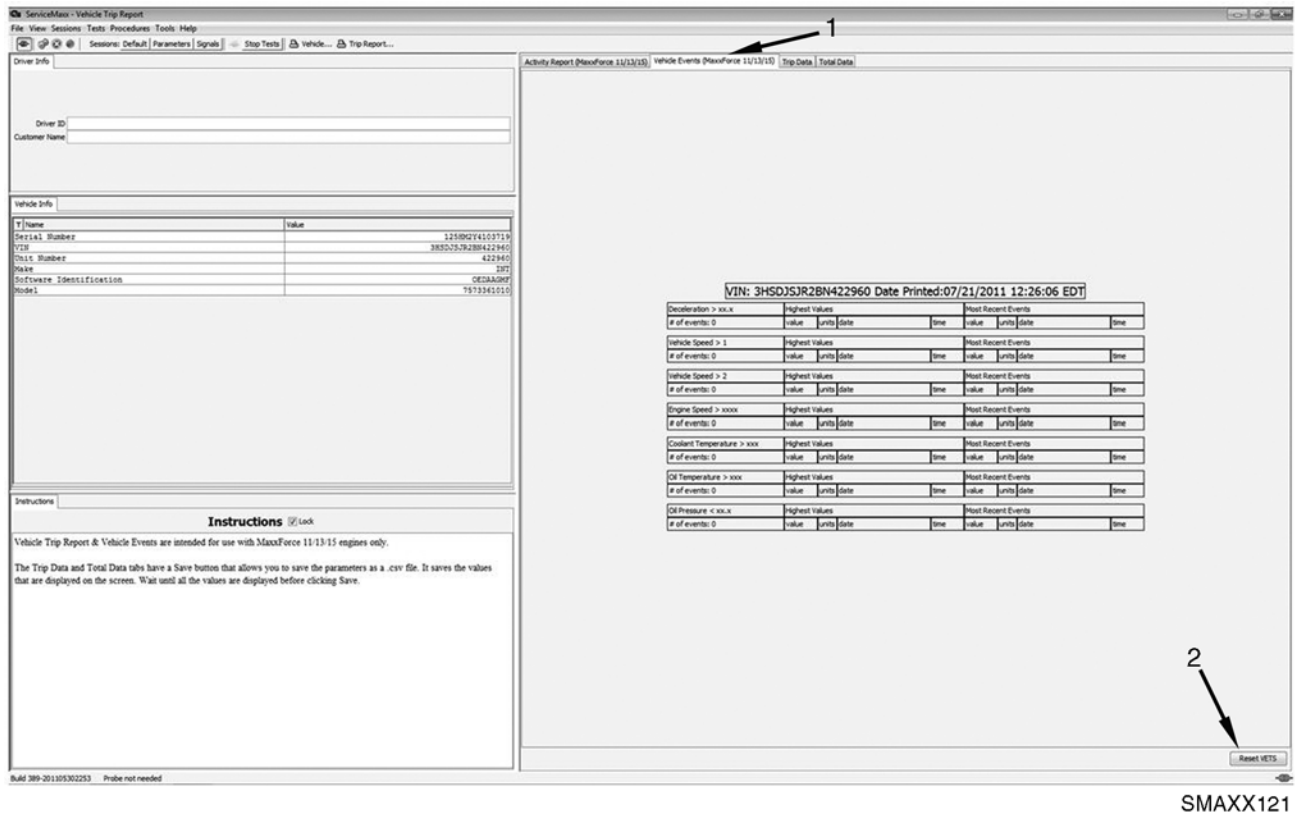 ServiceMaxx - Vehicle Trip Report
File View Sessions Tests Procedures Tools Help
Sessions: Default Parameters Signals Stop Tests Vehicle... Trip Report...
1
Driver Info
Driver ID
Customer Name
Vehicle Info
Name Value
Serial Number 125HM2Y4103719
VIN 3HSDJSJR2BN422960
Unit Number 422960
Make INT
Software Identification
Model 7573361010
Instructions
Instructions Lock
Vehicle Trip Report & Vehicle Events are intended for use with MaxxForce 11/13/15 engines only.
The Trip Data and Total Data tabs have a Save button that allows you to save the parameters as a .csv file. It saves the values
that are displayed on the screen. Wait until all the values are displayed before clicking Save.
Activity Report (MaxxForce 11/13/15) Vehicle Events (MaxxForce 11/13/15) Trip Data Total Data
VIN: 3HSDJSJR2BN422960 Date Printed:07/21/2011 12:26:06 EDT
Deceleration > xx.x Highest Values Most Recent Events
# of events: 0 value units date time value units date time
Vehicle Speed > 1 Highest Values Most Recent Events
# of events: 0 value units date time value units date time
Vehicle Speed > 2 Highest Values Most Recent Events
# of events: 0 value units date time value units date time
Engine Speed > xxxx Highest Values Most Recent Events
# of events: 0 value units date time value units date time
Coolant Temperature > xxx Highest Values Most Recent Events
# of events: 0 value units date time value units date time
Oil Temperature > xxx Highest Values Most Recent Events
# of events: 0 value units date time value units date time
Oil Pressure < xx.x Highest Values Most Recent Events
# of events: 0 value units date time value units date time
2
Reset VETS
Build 389-201105302253 Probe not needed
SMAXX121